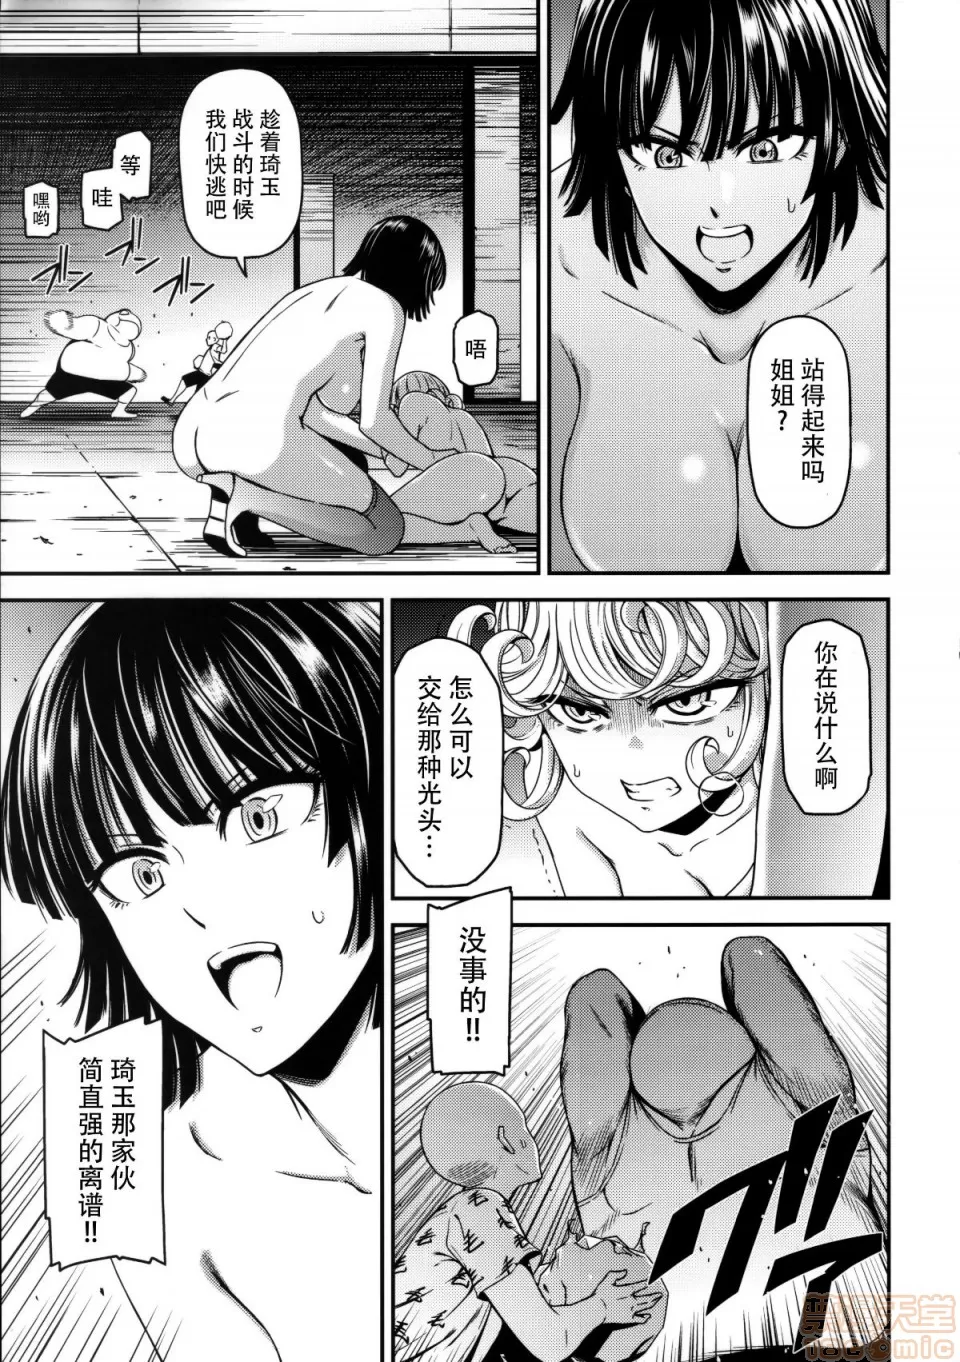 站得起来吗
姐姐?
趁着琦玉
战斗的时候
我们快逃吧
唔
等
哇
嘿哟
你在说什么啊
怎么可以
交给那种光头…
没事的!!
琦玉那家伙
简直强的离谱!!